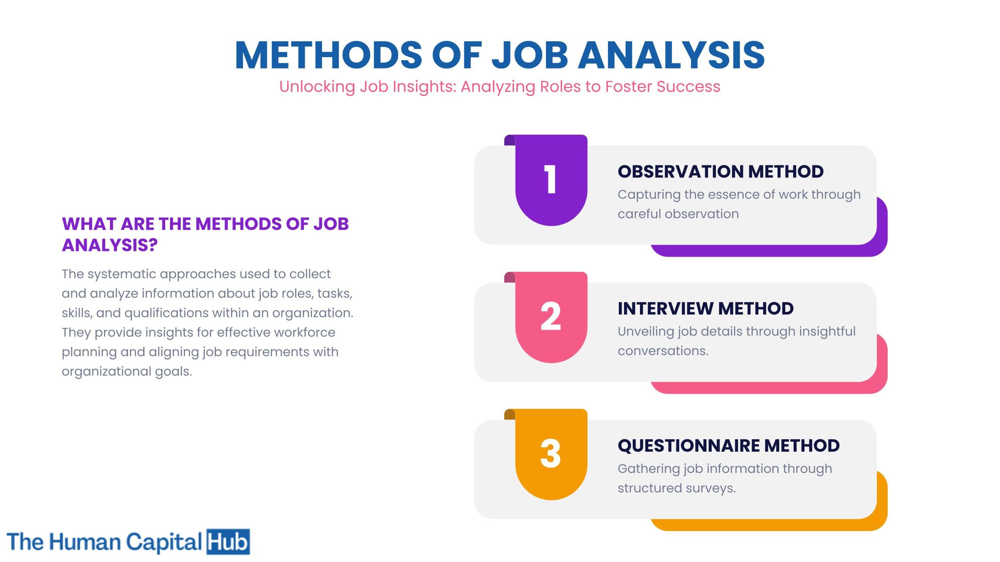 METHODS OF JOB ANALYSIS
Unlocking Job Insights: Analyzing Roles to Foster Success
WHAT ARE THE METHODS OF JOB
ANALYSIS?
The systematic approaches used to collect
and analyze information about job roles, tasks,
skills, and qualifications within an organization.
They provide insights for effective workforce
planning and aligning job requirements with
organizational goals.
1
OBSERVATION METHOD
Capturing the essence of work through
careful observation
2
INTERVIEW METHOD
Unveiling job details through insightful
conversations.
3
QUESTIONNAIRE METHOD
Gathering job information through
structured surveys.
The Human Capital Hub